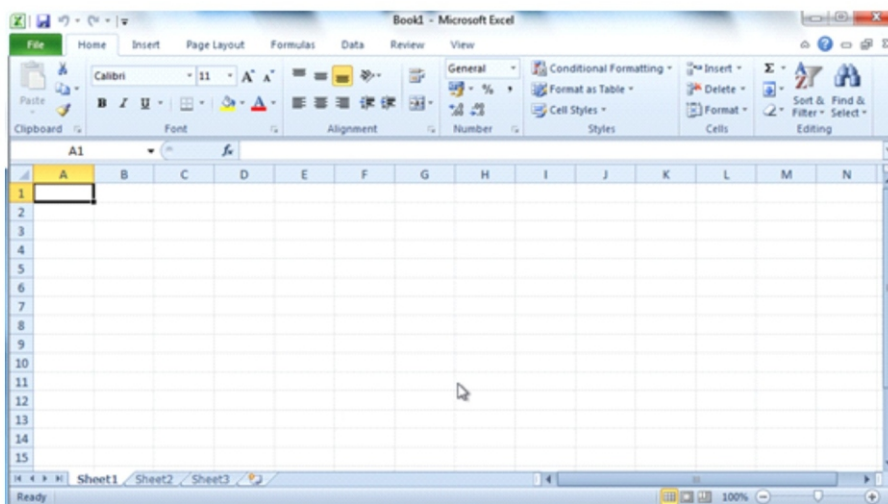 Book1 - Microsoft Excel
File Home Insert Page Layout Formulas Data Review View
Calibri 11 A A General Conditional Formatting Insert Σ
Paste B I U A % , Format as Table Delete Sort & Find &
Cell Styles Format Filter Select
Clipboard Font Alignment Number Styles Cells Editing
A1 fx
A B C D E F G H I J K L M N
1
2
3
4
5
6
7
8
9
10
11
12
13
14
15
Sheet1 Sheet2 Sheet3
Ready 100%